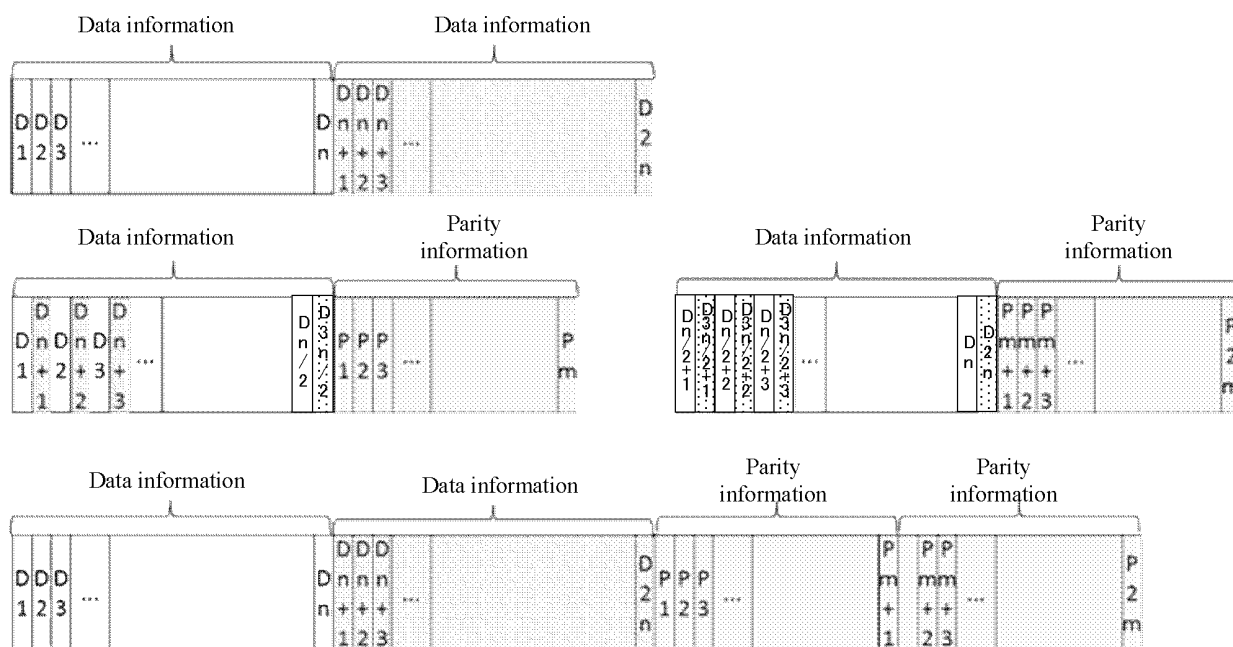 Data information Data information
D1 D2 D3 ... Dn Dn+1 Dn+2 Dn+3 ... D2n
Data information Parity information Data information Parity information
D1 Dn+1 D2 Dn+2 D3 Dn+3 ... Dn/2 D3n/2 P1 P2 P3 ... Pm Dn/2+1 D3n/2+1 Dn/2+2 D3n/2+2 Dn/2+3 D3n/2+3 ... Dn D2n Pm+1 Pm+2 Pm+3 ... P2m
Data information Data information Parity information Parity information
D1 D2 D3 ... Dn Dn+1 Dn+2 Dn+3 ... D2n P1 P2 P3 ... Pm+1 Pm+2 Pm+3 ... P2m